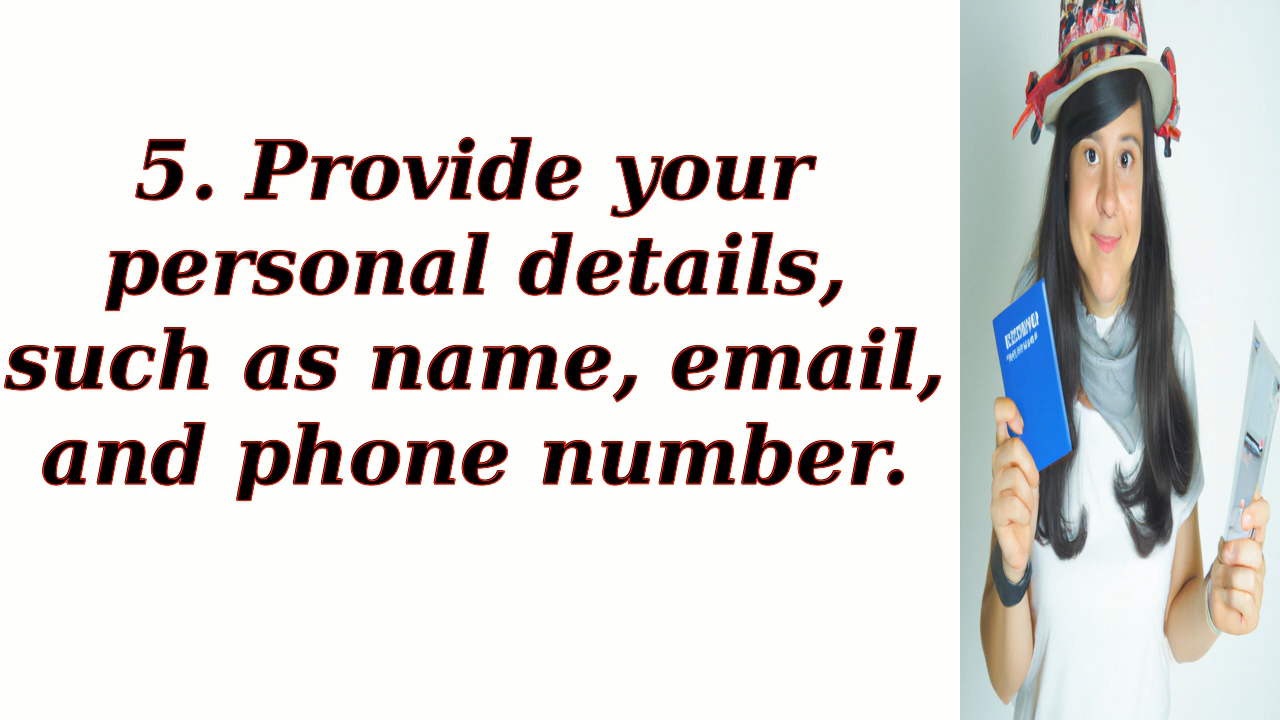 5. Provide your
personal details,
such as name, email,
and phone number.